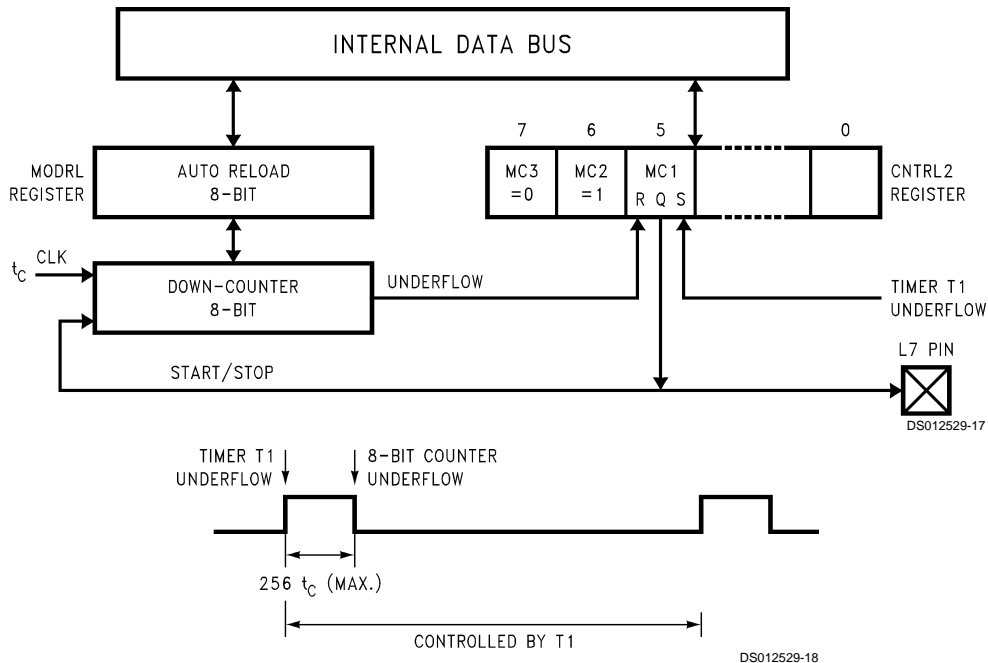 INTERNAL DATA BUS
7 6 5 0
MODRL
REGISTER
AUTO RELOAD
8-BIT
MC3
=0
MC2
=1
MC1
R Q S
CNTRL2
REGISTER
tC CLK
DOWN-COUNTER
8-BIT
UNDERFLOW
TIMER T1
UNDERFLOW
START/STOP
L7 PIN
DS012529-17
TIMER T1
UNDERFLOW
8-BIT COUNTER
UNDERFLOW
256 tC (MAX.)
CONTROLLED BY T1
DS012529-18